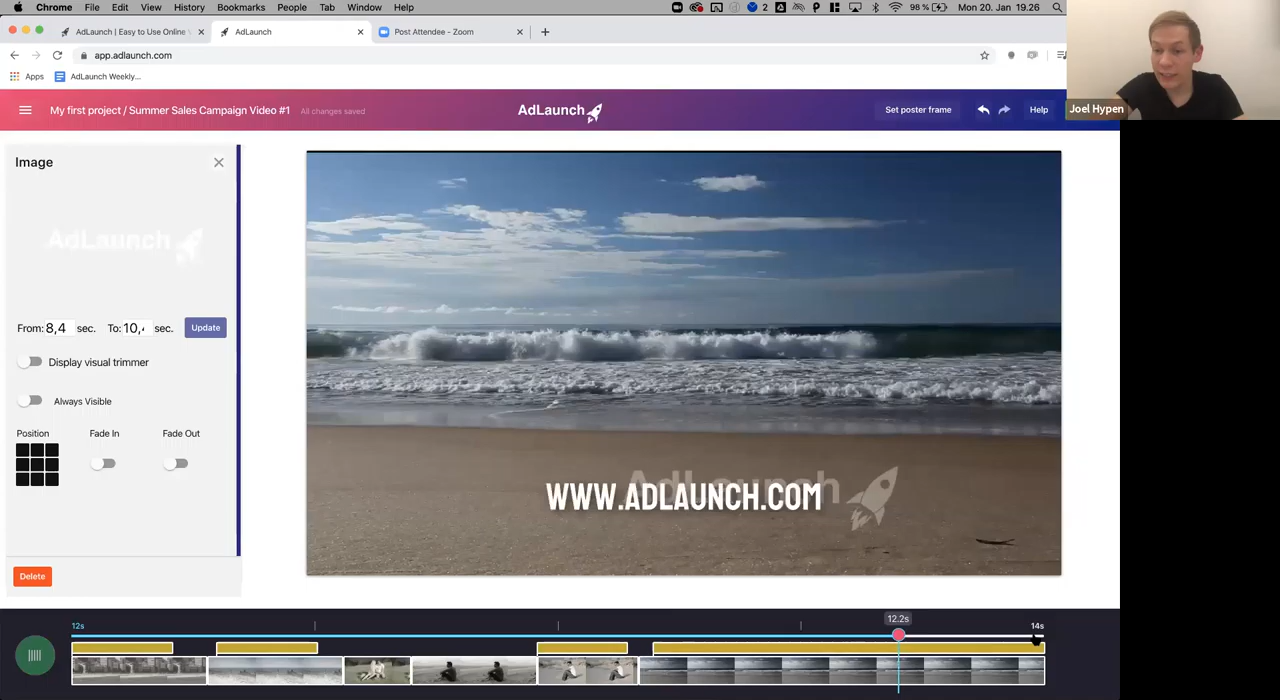 Chrome File Edit View History Bookmarks People Tab Window Help
2
98 %
Mon 20. Jan 19.26
AdLaunch | Easy to Use Online
AdLaunch
Post Attendee - Zoom
app.adlaunch.com
Apps
AdLaunch Weekly...
Joel Hypen
My first project / Summer Sales Campaign Video #1
All changes saved
AdLaunch
Set poster frame
Help
Image
AdLaunch
From: 8,4 sec. To: 10, sec. Update
Display visual trimmer
Always Visible
Position Fade In Fade Out
AdLaunch
WWW.ADLAUNCH.COM
Delete
12.2s
12s
14s